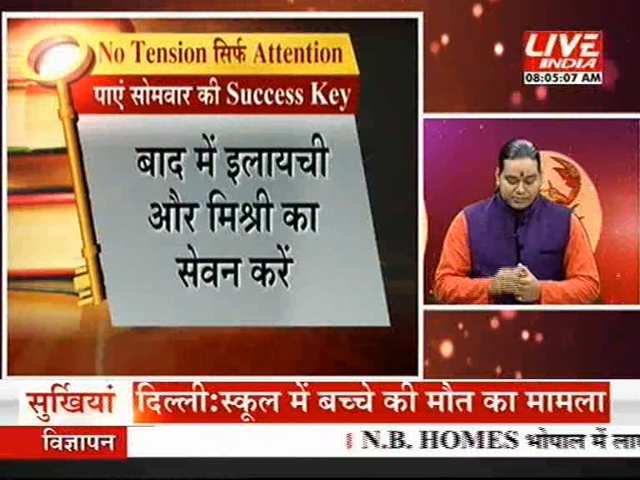 No Tension सिर्फ Attention
पाएं सोमवार की Success Key
बाद में इलायची
और मिश्री का
सेवन करें
LIVE
INDIA
08:05:07 AM
सुर्खियां
दिल्ली:स्कूल में बच्चे की मौत का मामला
विज्ञापन
N.B. HOMES भोपाल में